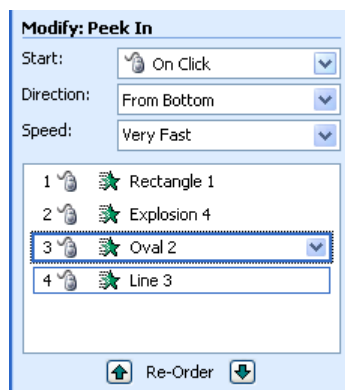 Modify: Peek In
Start: On Click
Direction: From Bottom
Speed: Very Fast
1 Rectangle 1
2 Explosion 4
3 Oval 2
4 Line 3
Re-Order